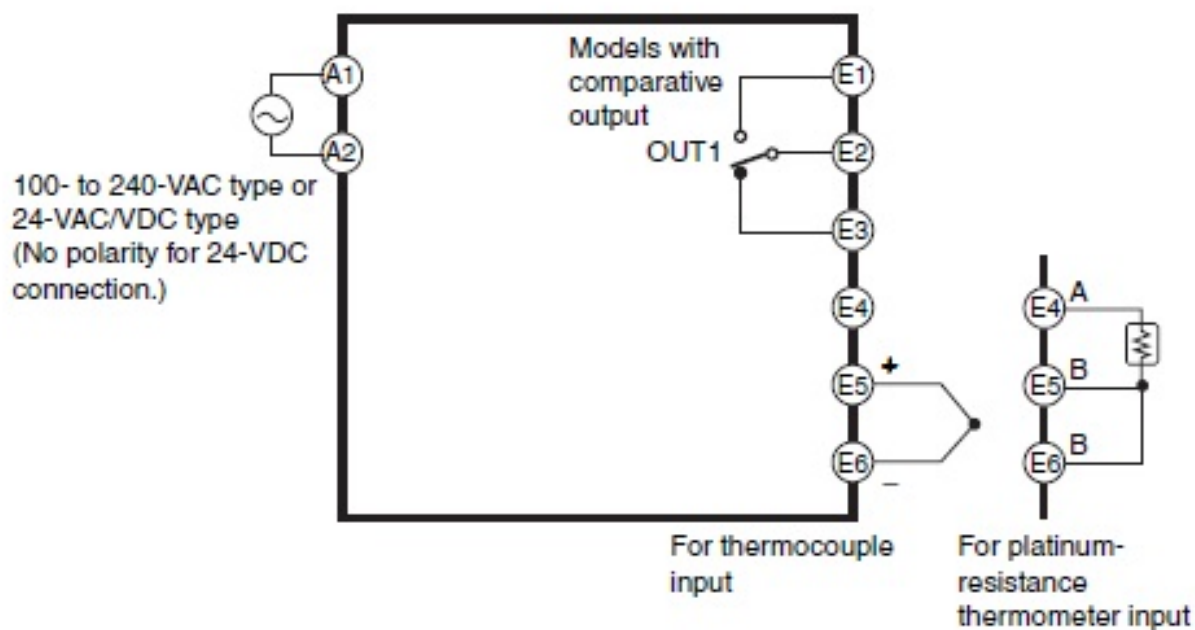 A1
A2
100- to 240-VAC type or
24-VAC/VDC type
(No polarity for 24-VDC
connection.)
Models with
comparative
output
OUT1
E1
E2
E3
E4
E5
+
E6
−
For thermocouple
input
E4
A
E5
B
E6
B
For platinum-
resistance
thermometer input